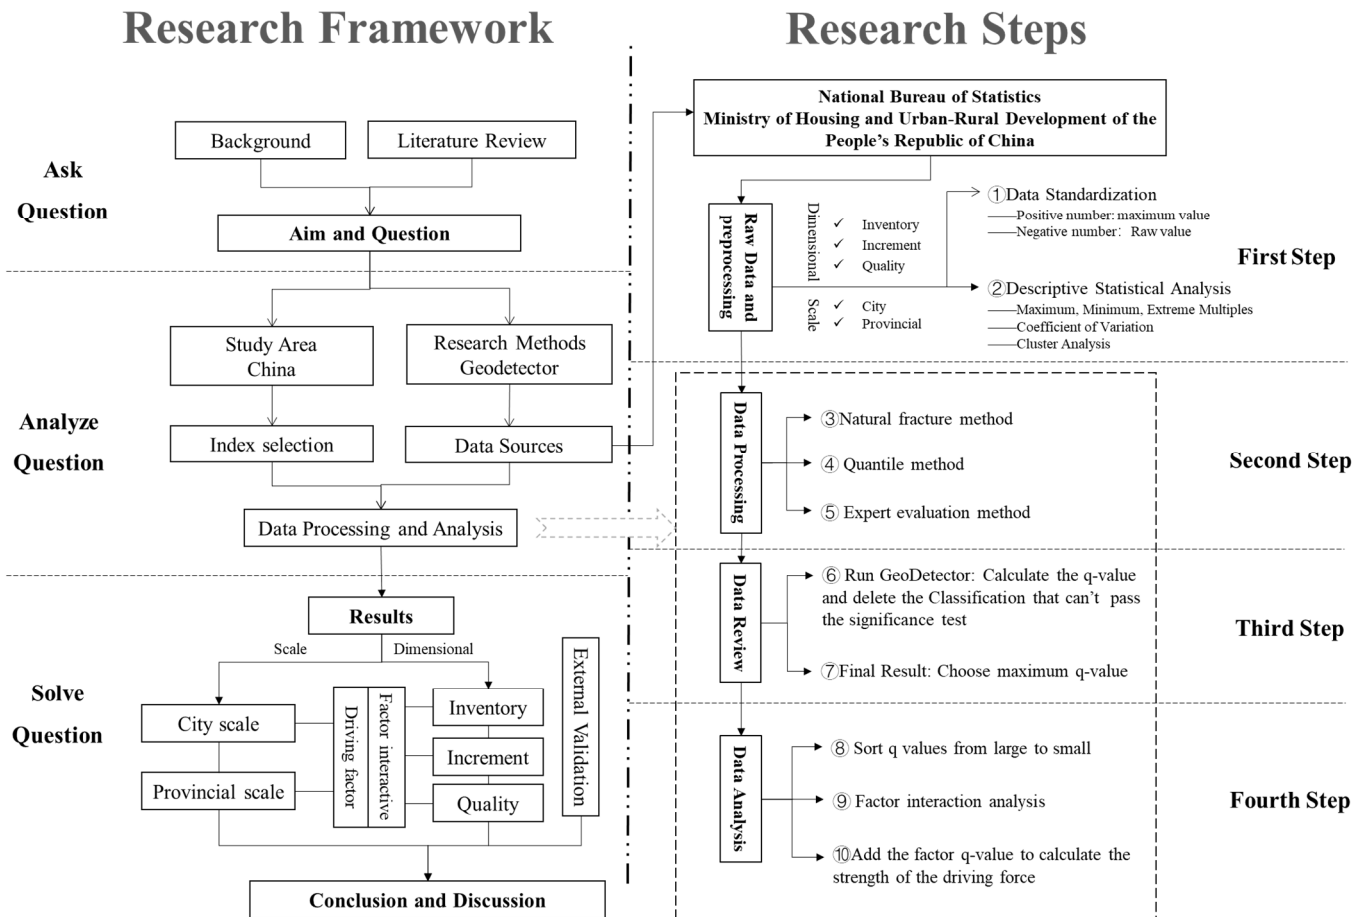 Research Framework
Ask
Question
Background
Literature Review
Aim and Question
Analyze
Question
Study Area
China
Research Methods
Geodetector
Index selection
Data Sources
Data Processing and Analysis
Solve
Question
Results
Scale
Dimensional
City scale
Provincial scale
Driving factor
Factor interactive
Inventory
Increment
Quality
External Validation
Conclusion and Discussion
Research Steps
National Bureau of Statistics
Ministry of Housing and Urban-Rural Development of the
People's Republic of China
Raw Data and
preprocessing
Dimensional
✓ Inventory
✓ Increment
✓ Quality
Scale
✓ City
✓ Provincial
①Data Standardization
——Positive number: maximum value
——Negative number: Raw value
②Descriptive Statistical Analysis
——Maximum, Minimum, Extreme Multiples
——Coefficient of Variation
——Cluster Analysis
First Step
Data Processing
③Natural fracture method
④ Quantile method
⑤ Expert evaluation method
Second Step
Data Review
⑥ Run GeoDetector: Calculate the q-value
and delete the Classification that can't pass
the significance test
⑦Final Result: Choose maximum q-value
Third Step
Data Analysis
⑧ Sort q values from large to small
⑨ Factor interaction analysis
⑩Add the factor q-value to calculate the
strength of the driving force
Fourth Step